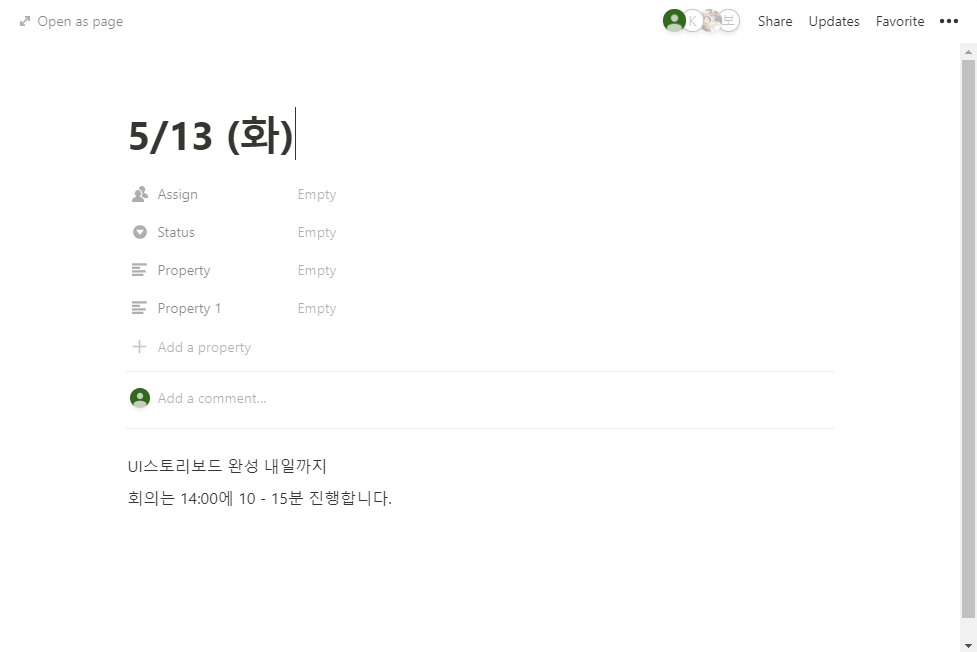 Open as page
K
보
Share
Updates
Favorite
5/13 (화)
Assign Empty
Status Empty
Property Empty
Property 1 Empty
Add a property
Add a comment...
UI스토리보드 완성 내일까지
회의는 14:00에 10 - 15분 진행합니다.